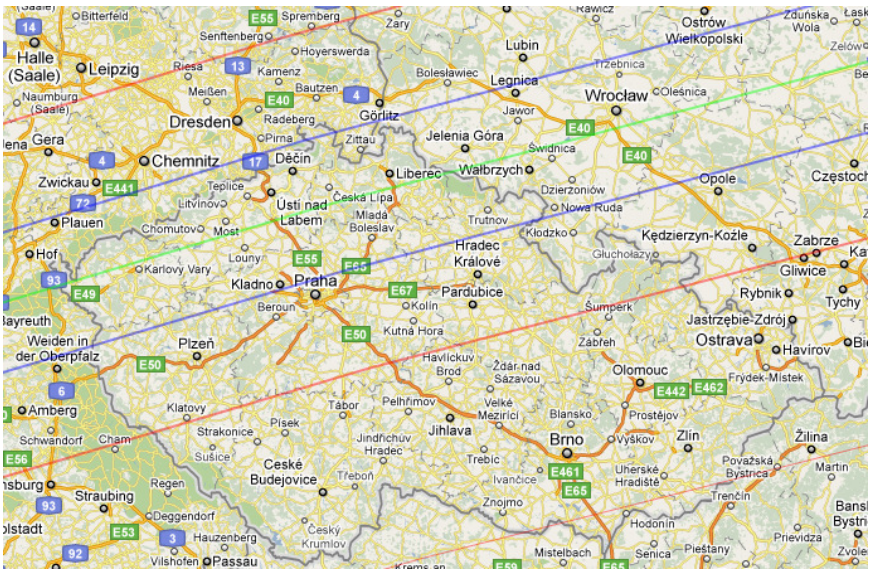 (Saale)
Bitterfeld
E55
Spremberg
Żary
Rawicz
Ostrów
Wielkopolski
Zduńska
Wola
Łask
14
Halle
(Saale)
Leipzig
Senftenberg
Hoyerswerda
Lubin
Zelów
Riesa
13
Kamenz
Bolesławiec
Trzebnica
Legnica
Naumburg
(Saale)
Meißen
E40
Bautzen
4
Görlitz
Jawor
Wrocław
Oleśnica
Dresden
Radeberg
Pirna
Zittau
Jelenia Góra
E40
Gera
4
Chemnitz
17
Děčín
Świdnica
E40
Zwickau
E441
Teplice
Liberec
Wałbrzych
Opole
72
Litvínov
Ústí nad
Labem
Česká Lípa
Dzierżoniów
Plauen
Chomutov
Most
Mladá
Boleslav
Trutnov
Nowa Ruda
Hof
Louny
E55
E65
Hradec
Králové
Kłodzko
Głuchołazy
Kędzierzyn-Koźle
Zabrze
93
Karlovy Vary
Kladno
Praha
Gliwice
E49
E67
Pardubice
Rybnik
Tychy
Bayreuth
Beroun
Kolín
Šumperk
Jastrzębie-Zdrój
Weiden in
der Oberpfalz
Plzeň
E50
Kutná Hora
Zábřeh
Ostrava
Havířov
E50
Havlíčkův
Brod
Žďár nad
Sázavou
Olomouc
E442
E462
Frýdek-Místek
6
Amberg
Klatovy
Tábor
Pelhřimov
Velké
Meziříčí
Blansko
Prostějov
Schwandorf
Cham
Strakonice
Písek
Jihlava
Brno
Vyškov
Zlín
Žilina
E56
Sušice
Jindřichův
Hradec
Třebíč
E461
Považská
Bystrica
Martin
93
Straubing
Regen
České
Budejovice
Třeboň
Ivančice
E65
Uherské
Hradiště
Trenčín
Deggendorf
Znojmo
E53
Český
Krumlov
Hodonín
Prievidza
92
3
Hauzenberg
Vilshofen
Passau
Krems an
E59
Mistelbach
E65
Senica
Piešťany